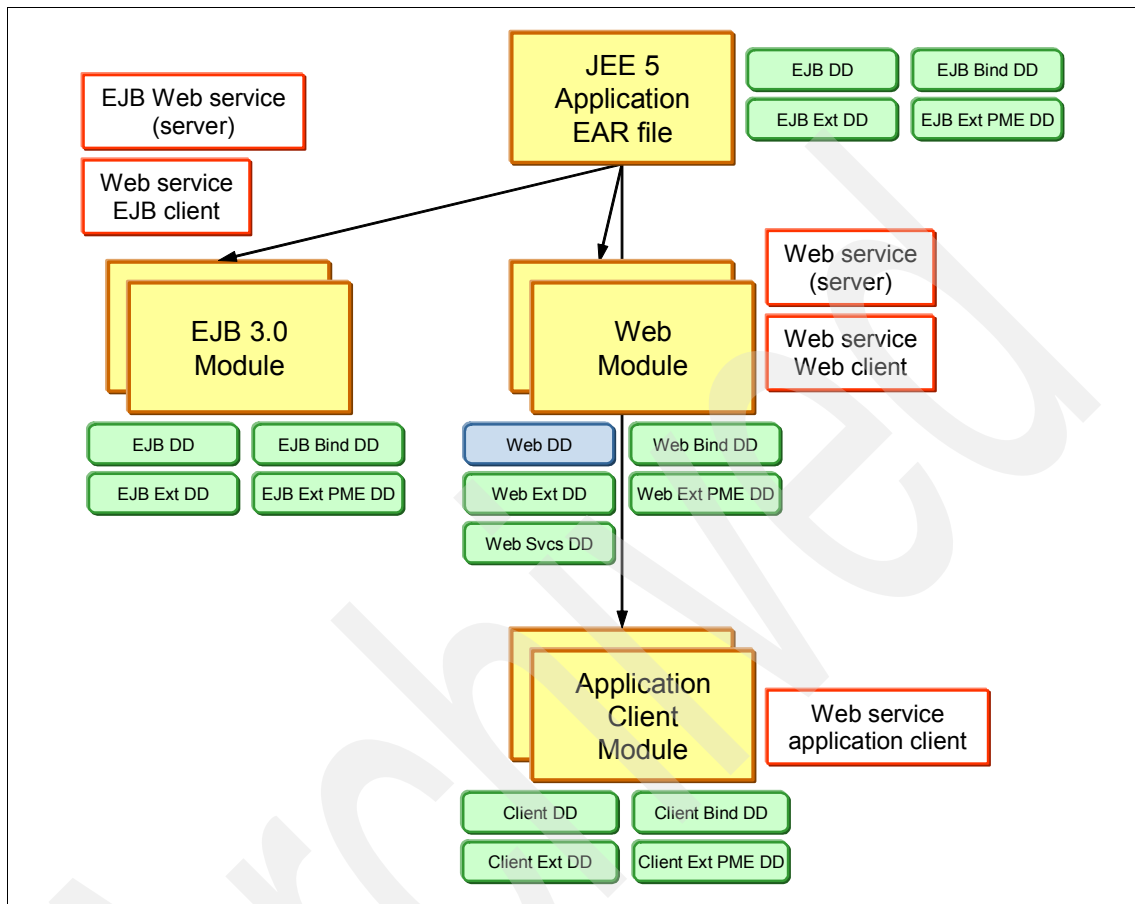 JEE 5
Application
EAR file
EJB DD
EJB Bind DD
EJB Ext DD
EJB Ext PME DD
EJB Web service
(server)
Web service
EJB client
EJB 3.0
Module
EJB DD
EJB Bind DD
EJB Ext DD
EJB Ext PME DD
Web
Module
Web service
(server)
Web service
Web client
Web DD
Web Bind DD
Web Ext DD
Web Ext PME DD
Web Svcs DD
Application
Client
Module
Web service
application client
Client DD
Client Bind DD
Client Ext DD
Client Ext PME DD
Archived